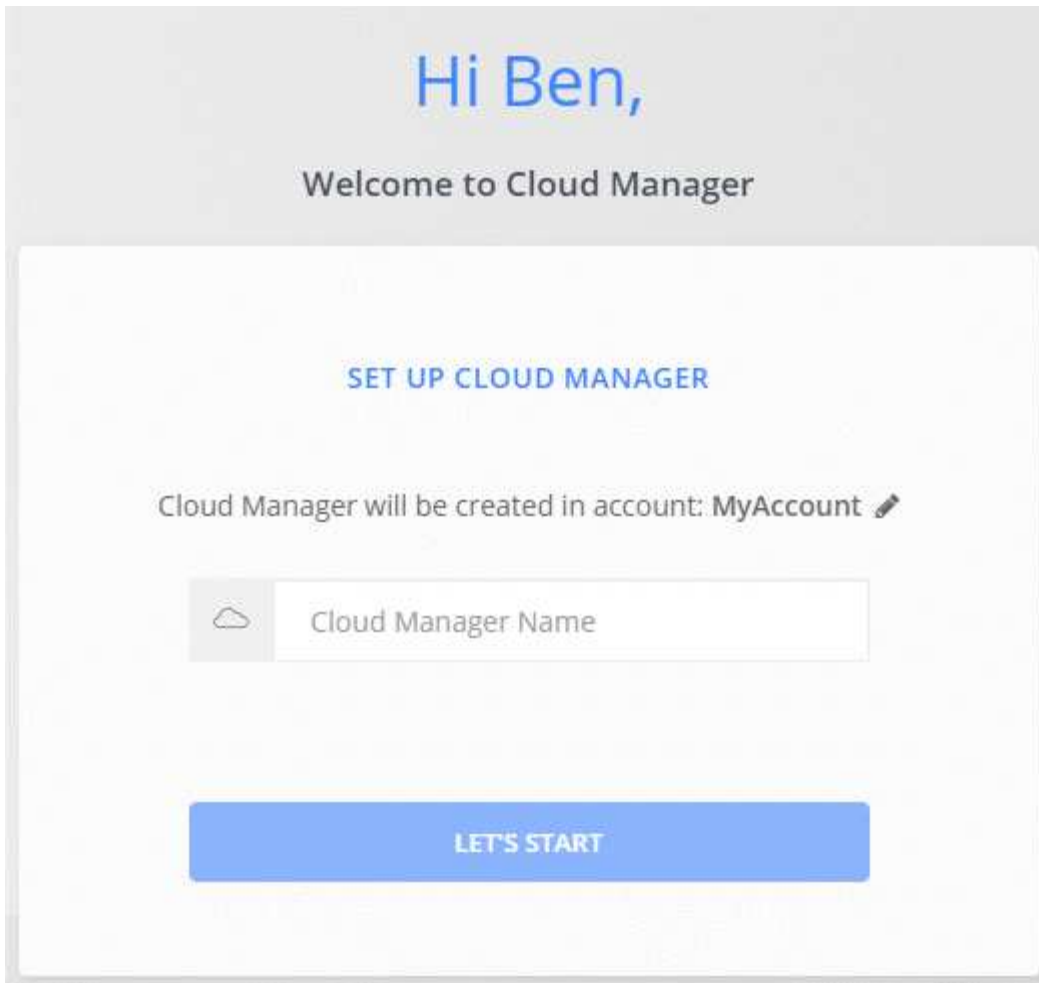 Hi Ben,
Welcome to Cloud Manager
SET UP CLOUD MANAGER
Cloud Manager will be created in account: MyAccount
Cloud Manager Name
LET'S START